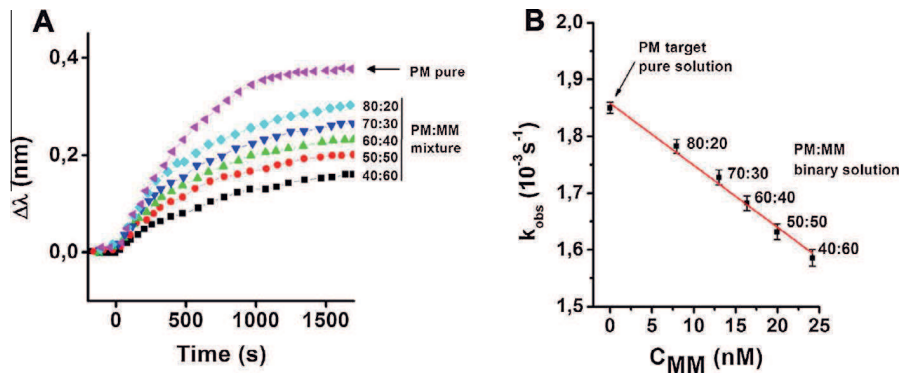 A
Δλ (nm)
0,4
0,2
0,0
0
500
1000
1500
Time (s)
PM pure
80:20
70:30
60:40
50:50
40:60
PM:MM
mixture
B
k_obs (10⁻³ s⁻¹)
2,0
1,9
1,8
1,7
1,6
1,5
0
5
10
15
20
25
C_MM (nM)
PM target
pure solution
80:20
70:30
60:40
50:50
40:60
PM:MM
binary solution